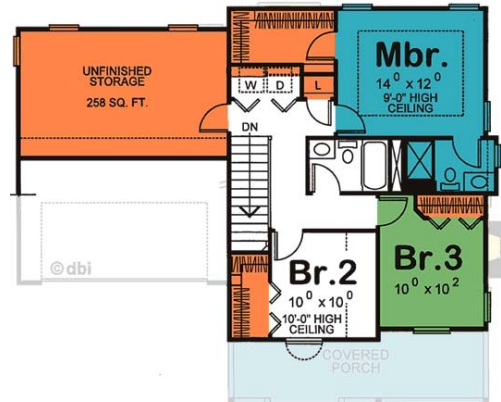 UNFINISHED
STORAGE
258 SQ. FT.
W D
L
DN
Mbr.
14⁰ x 12⁰
9'-0" HIGH
CEILING
Br.2
10⁰ x 10⁰
10'-0" HIGH
CEILING
Br.3
10⁰ x 10²
©dbi
COVERED
PORCH